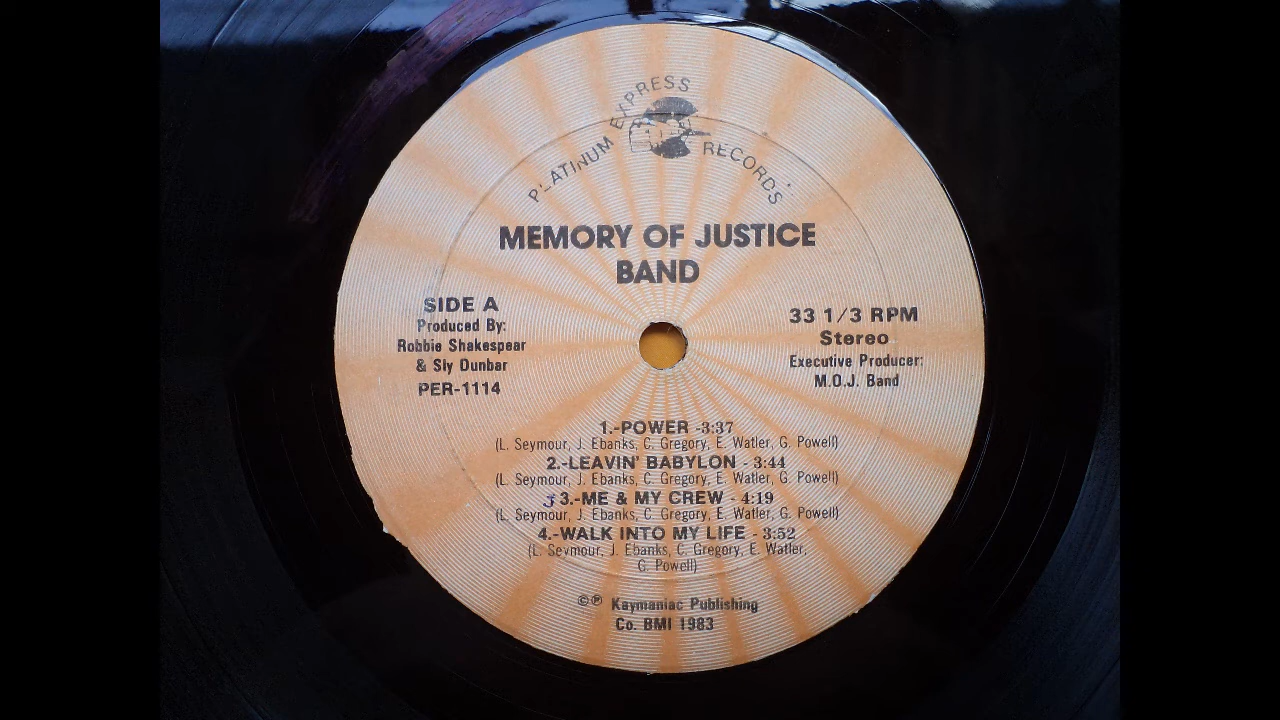 PLATINUM EXPRESS RECORDS
MEMORY OF JUSTICE
BAND
SIDE A
Produced By:
Robbie Shakespear
& Sly Dunbar
PER-1114
33 1/3 RPM
Stereo
Executive Producer:
M.O.J. Band
1.-POWER -3:37
(L. Seymour, J. Ebanks, C. Gregory, E. Watler, G. Powell)
2.-LEAVIN' BABYLON - 3:44
(L. Seymour, J. Ebanks, C. Gregory, E. Watler, G. Powell)
3.-ME & MY CREW - 4:19
(L. Seymour, J. Ebanks, C. Gregory, E. Watler, G. Powell)
4.-WALK INTO MY LIFE - 3:52
(L. Seymour, J. Ebanks, C. Gregory, E. Watler,
G. Powell)
©℗ Kaymaniac Publishing
Co. BMI 1983